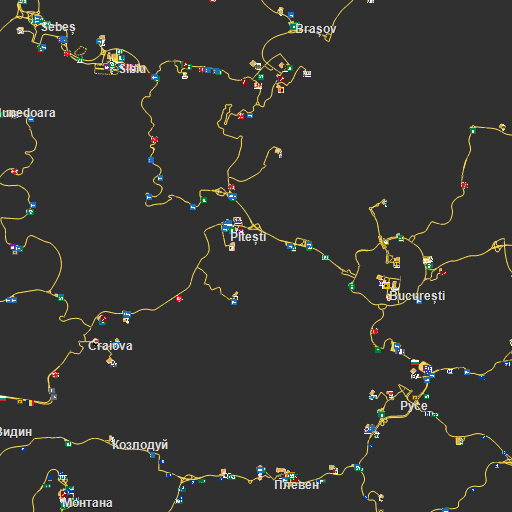 Sebeș
Brașov
Sibiu
Hunedoara
Pitești
București
Craiova
Русе
Видин
Козлодуй
Плевен
Монтана